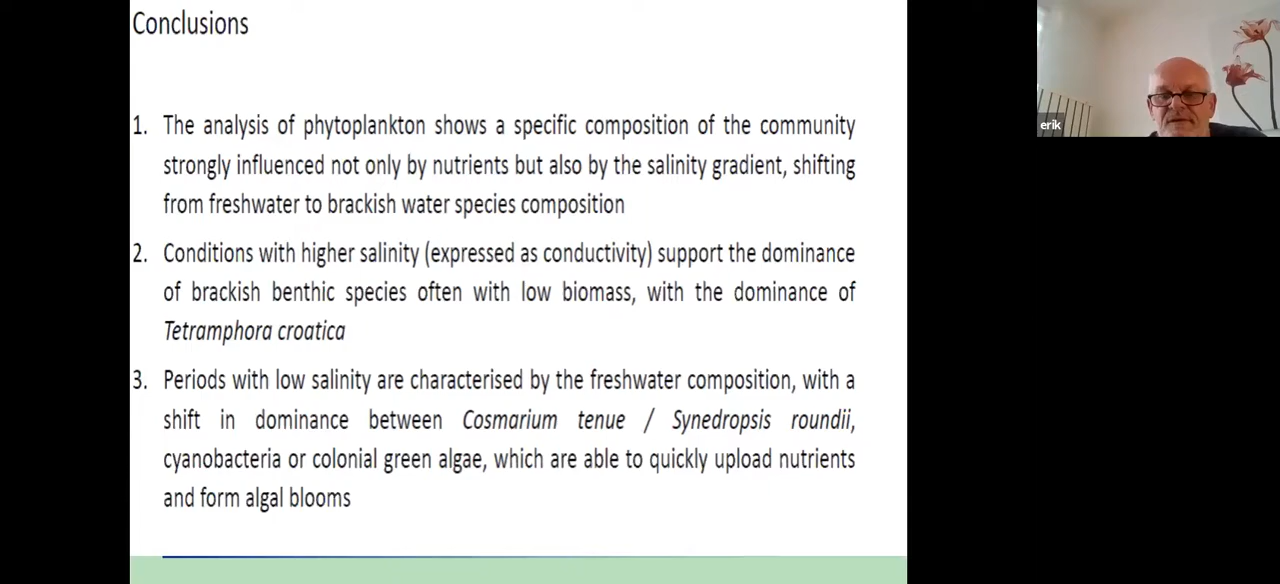 Conclusions
1. The analysis of phytoplankton shows a specific composition of the community
strongly influenced not only by nutrients but also by the salinity gradient, shifting
from freshwater to brackish water species composition
2. Conditions with higher salinity (expressed as conductivity) support the dominance
of brackish benthic species often with low biomass, with the dominance of
Tetramphora croatica
3. Periods with low salinity are characterised by the freshwater composition, with a
shift in dominance between Cosmarium tenue / Synedropsis roundii,
cyanobacteria or colonial green algae, which are able to quickly upload nutrients
and form algal blooms
erik